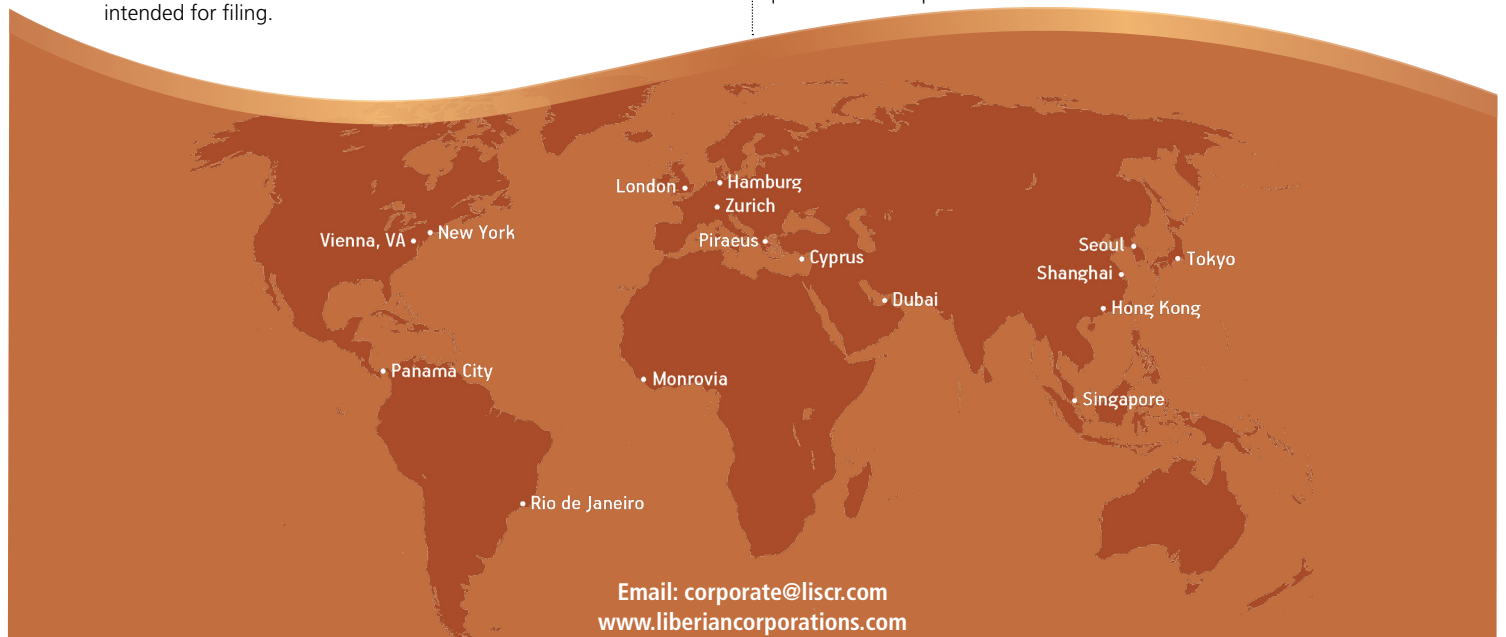 intended for filing.
London
Hamburg
Zurich
Vienna, VA
New York
Piraeus
Cyprus
Seoul
Tokyo
Shanghai
Dubai
Hong Kong
Panama City
Monrovia
Singapore
Rio de Janeiro
Email: corporate@liscr.com
www.liberiancorporations.com